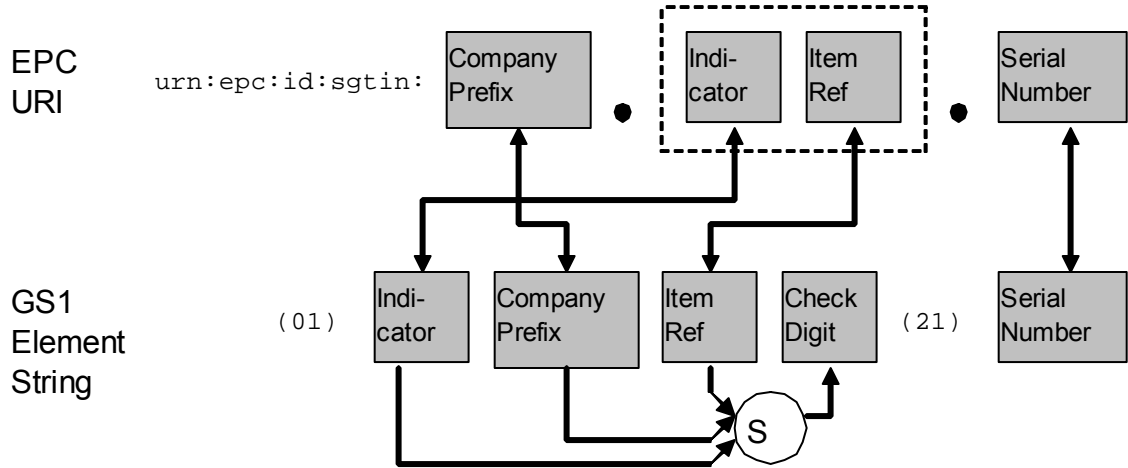 EPC
URI
urn:epc:id:sgtin:
Company
Prefix
Indi-
cator
Item
Ref
Serial
Number
GS1
Element
String
(01)
Indi-
cator
Company
Prefix
Item
Ref
Check
Digit
(21)
Serial
Number
S